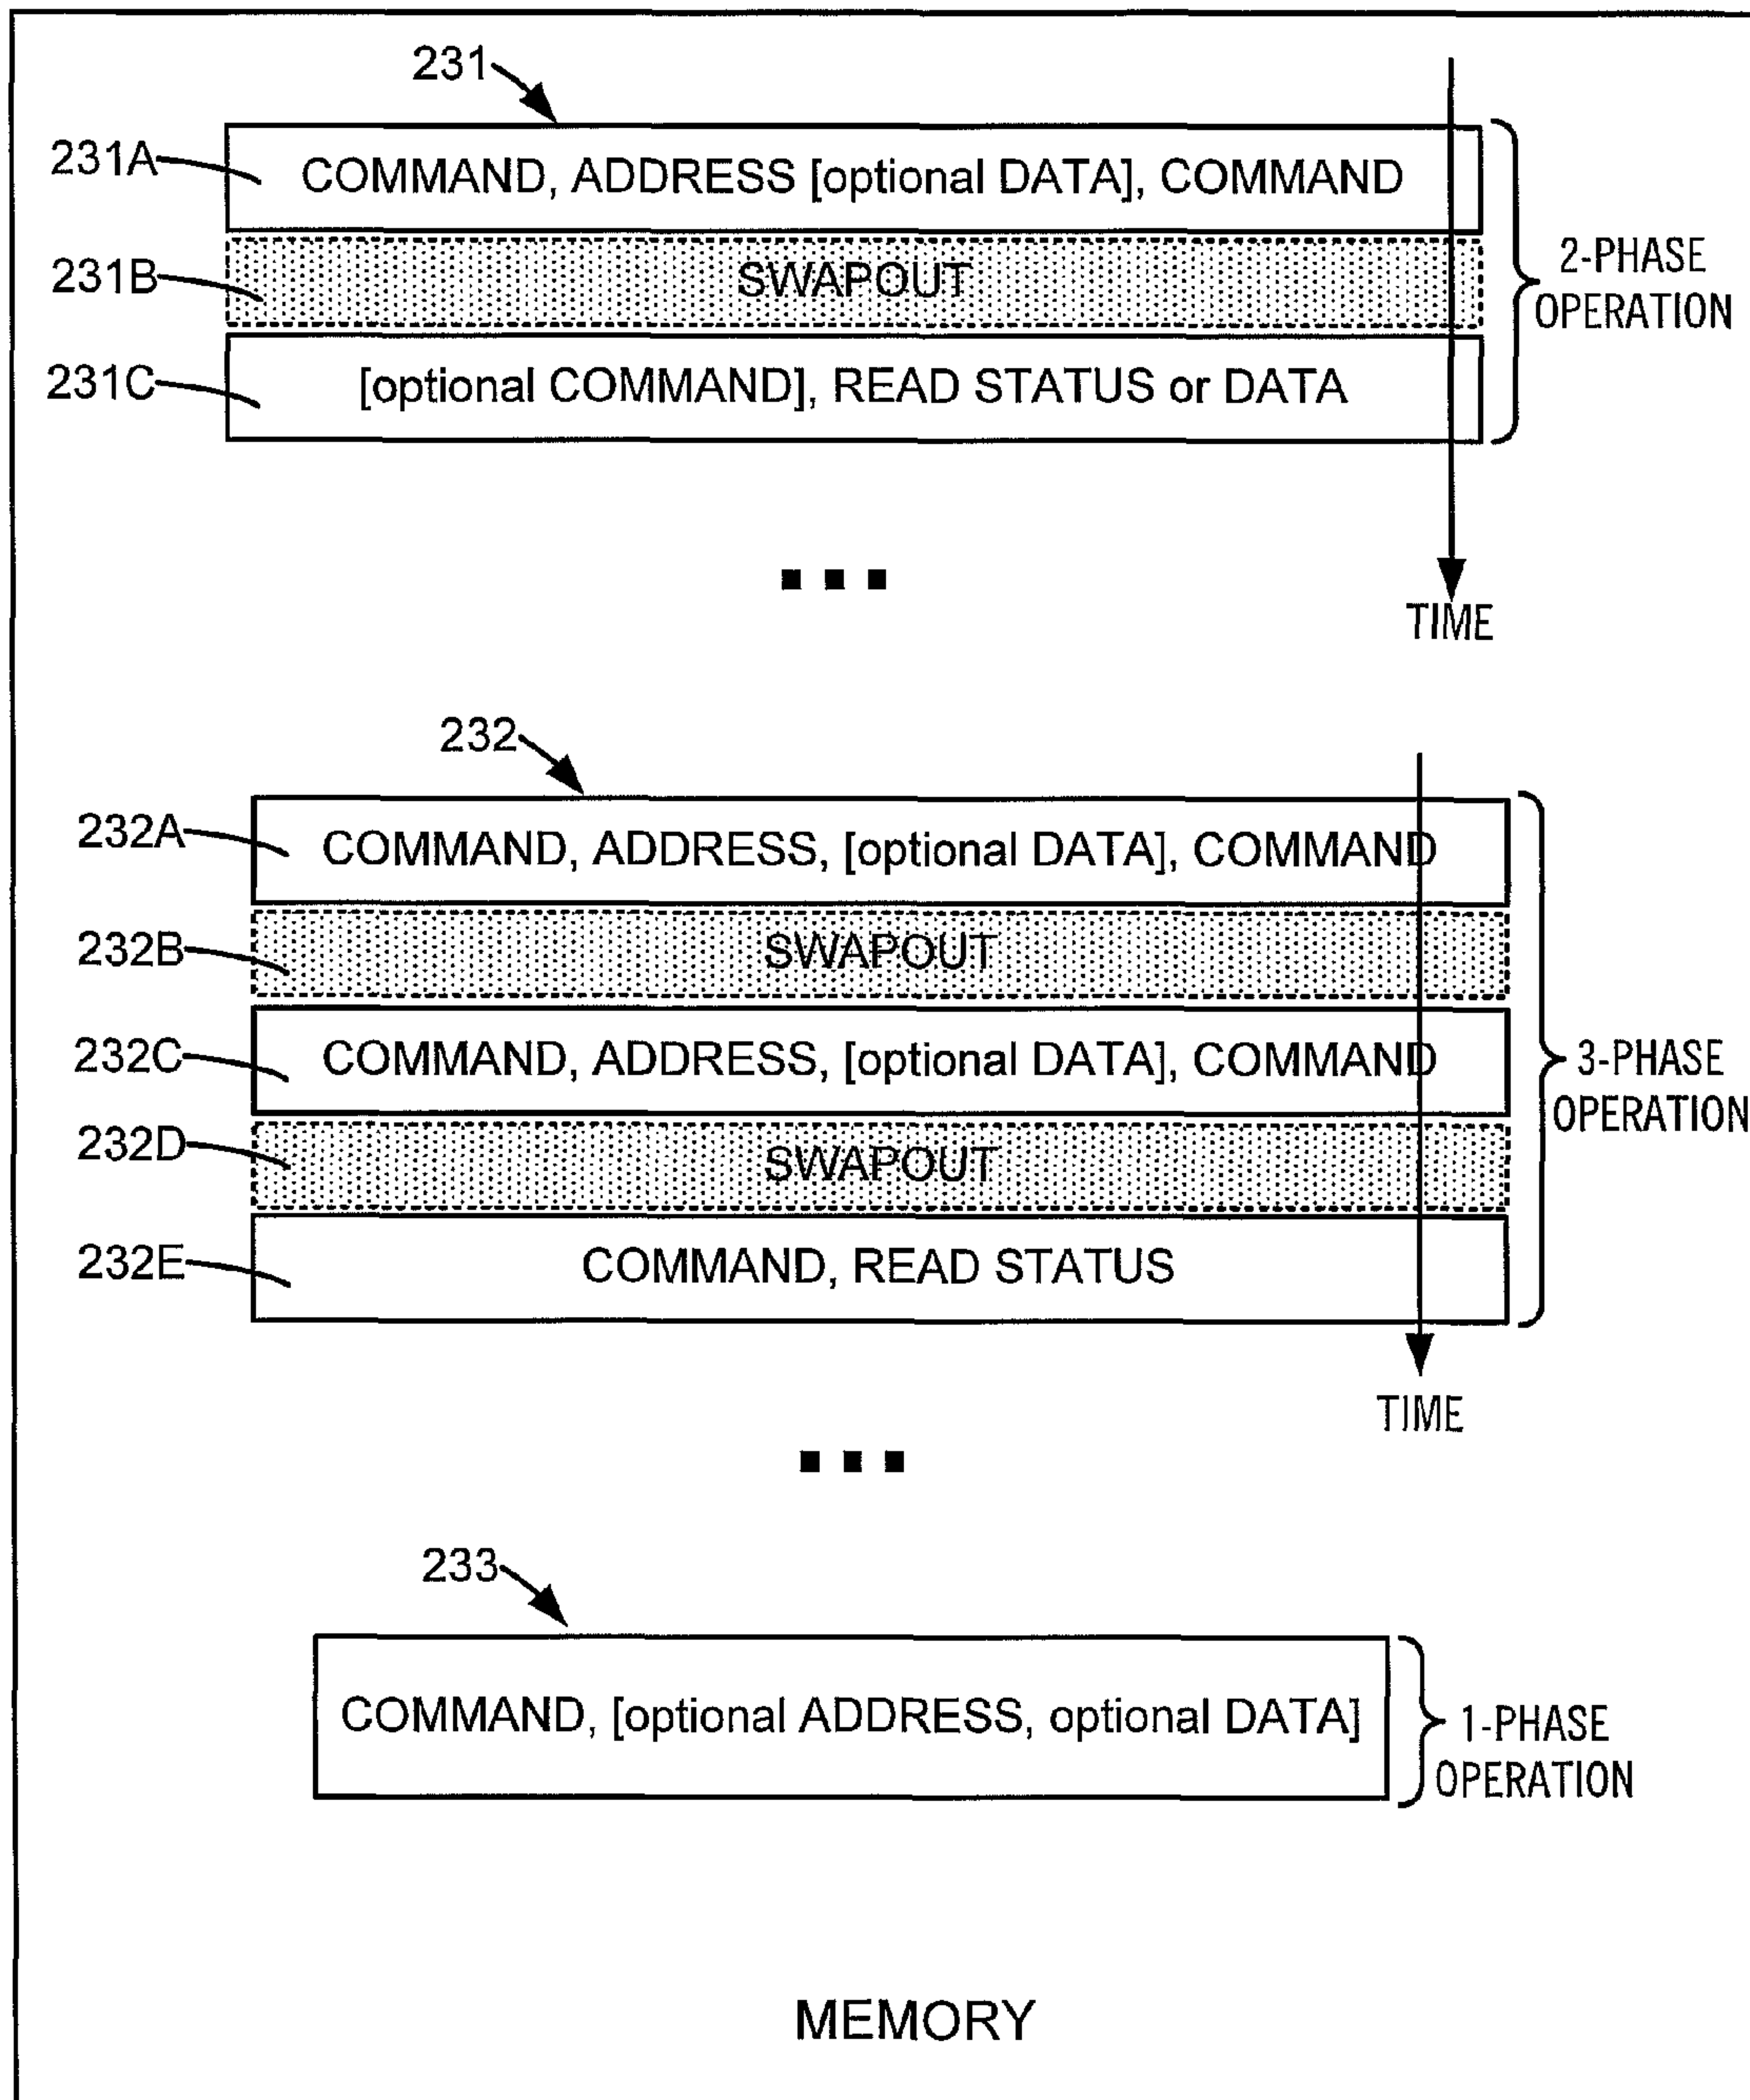 231
231A
COMMAND, ADDRESS [optional DATA], COMMAND
231B
SWAPOUT
2-PHASE
OPERATION
231C
[optional COMMAND], READ STATUS or DATA
TIME
232
232A
COMMAND, ADDRESS, [optional DATA], COMMAND
232B
SWAPOUT
232C
COMMAND, ADDRESS, [optional DATA], COMMAND
3-PHASE
OPERATION
232D
SWAPOUT
232E
COMMAND, READ STATUS
TIME
233
COMMAND, [optional ADDRESS, optional DATA]
1-PHASE
OPERATION
MEMORY